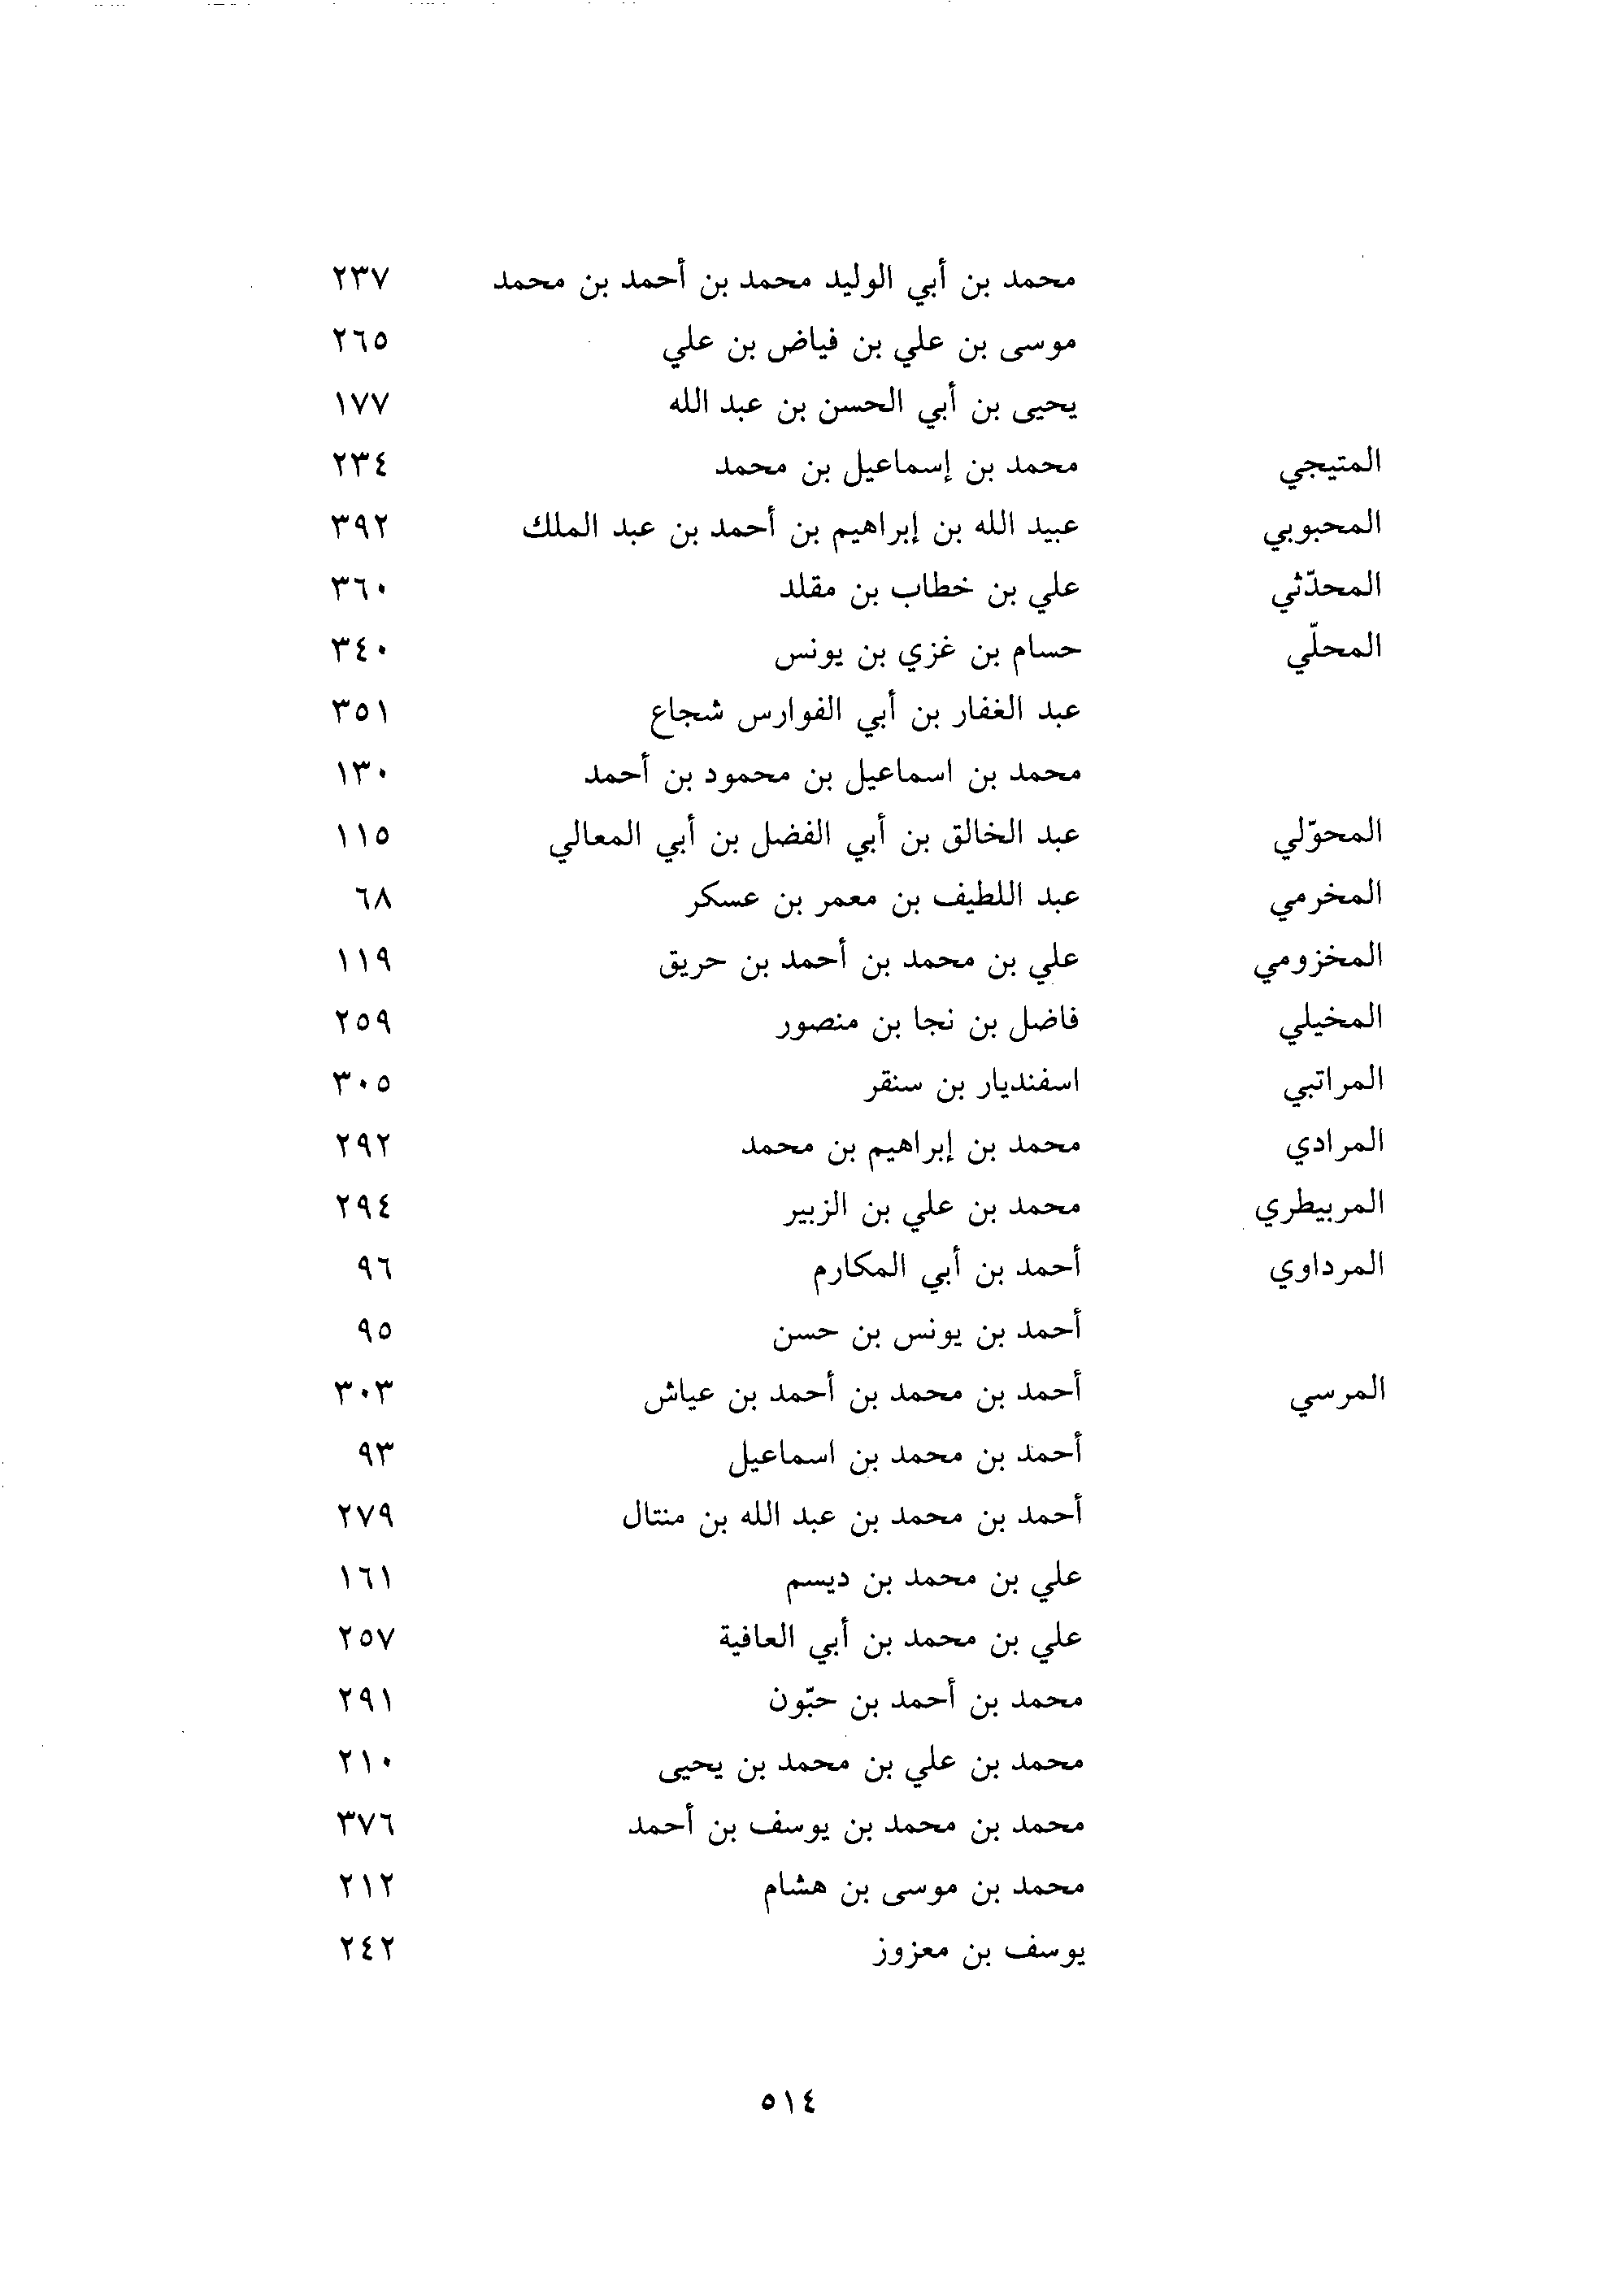 محمد بن أبي الوليد محمد بن أحمد بن محمد ٢٣٧
موسى بن علي بن فياض بن علي ٢٦٥
يحيى بن أبي الحسن بن عبد الله ١٧٧
المتيجي محمد بن إسماعيل بن محمد ٢٣٤
المحبوبي عبيد الله بن إبراهيم بن أحمد بن عبد الملك ٣٩٢
المحدّثي علي بن خطاب بن مقلد ٣٦٠
المحلّي حسام بن غزي بن يونس ٣٤٠
عبد الغفار بن أبي الفوارس شجاع ٣٥١
محمد بن اسماعيل بن محمود بن أحمد ١٣٠
المحوّلي عبد الخالق بن أبي الفضل بن أبي المعالي ١١٥
المخرمي عبد اللطيف بن معمر بن عسكر ٦٨
المخزومي علي بن محمد بن أحمد بن حريق ١١٩
المخيلي فاضل بن نجا بن منصور ٢٥٩
المراتبي اسفنديار بن سنقر ٣٠٥
المرادي محمد بن إبراهيم بن محمد ٢٩٢
المربيطري محمد بن علي بن الزبير ٢٩٤
المرداوي أحمد بن أبي المكارم ٩٦
أحمد بن يونس بن حسن ٩٥
المرسي أحمد بن محمد بن أحمد بن عياش ٣٠٣
أحمد بن محمد بن اسماعيل ٩٣
أحمد بن محمد بن عبد الله بن منتال ٢٧٩
علي بن محمد بن ديسم ١٦١
علي بن محمد بن أبي العافية ٢٥٧
محمد بن أحمد بن حبّون ٢٩١
محمد بن علي بن محمد بن يحيى ٢١٠
محمد بن محمد بن يوسف بن أحمد ٣٧٦
محمد بن موسى بن هشام ٢١٢
يوسف بن معزوز ٢٤٢
٥١٤